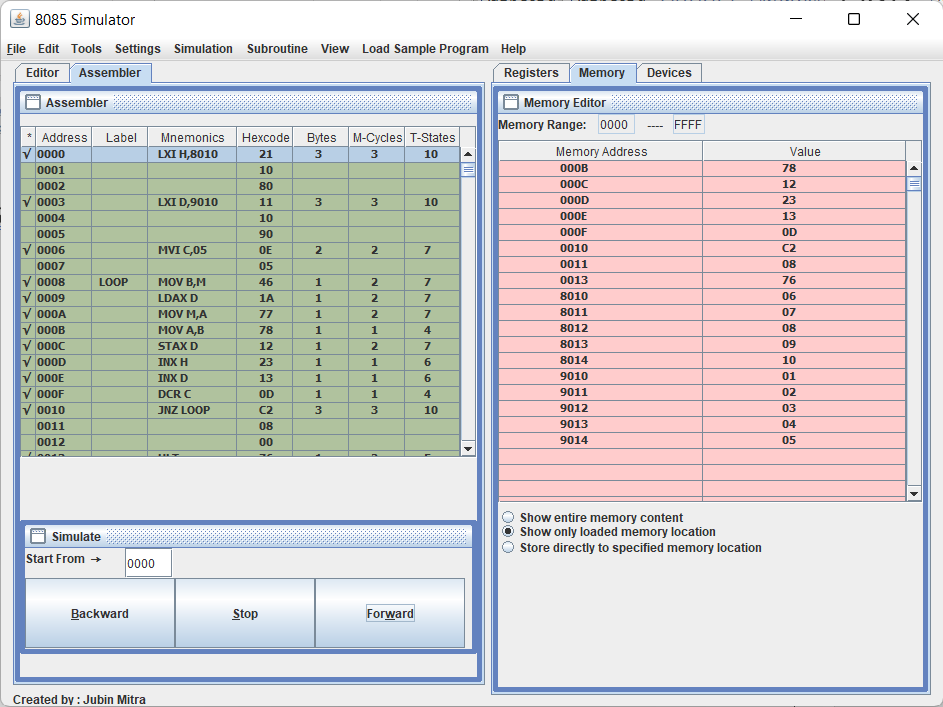 8085 Simulator
File Edit Tools Settings Simulation Subroutine View Load Sample Program Help
Editor Assembler
Assembler
* Address Label Mnemonics Hexcode Bytes M-Cycles T-States
√ 0000 LXI H,8010 21 3 3 10
0001 10
0002 80
√ 0003 LXI D,9010 11 3 3 10
0004 10
0005 90
√ 0006 MVI C,05 0E 2 2 7
0007 05
√ 0008 LOOP MOV B,M 46 1 2 7
√ 0009 LDAX D 1A 1 2 7
√ 000A MOV M,A 77 1 2 7
√ 000B MOV A,B 78 1 1 4
√ 000C STAX D 12 1 2 7
√ 000D INX H 23 1 1 6
√ 000E INX D 13 1 1 6
√ 000F DCR C 0D 1 1 4
√ 0010 JNZ LOOP C2 3 3 10
0011 08
0012 00
Simulate
Start From → 0000
Backward Stop Forward
Created by : Jubin Mitra
Registers Memory Devices
Memory Editor
Memory Range: 0000 ---- FFFF
Memory Address Value
000B 78
000C 12
000D 23
000E 13
000F 0D
0010 C2
0011 08
0013 76
8010 06
8011 07
8012 08
8013 09
8014 10
9010 01
9011 02
9012 03
9013 04
9014 05
Show entire memory content
Show only loaded memory location
Store directly to specified memory location